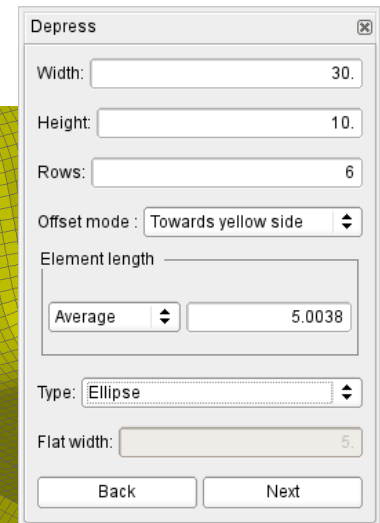 Depress
Width: 30.
Height: 10.
Rows: 6
Offset mode : Towards yellow side
Element length
Average 5.0038
Type: Ellipse
Flat width: 5.
Back Next